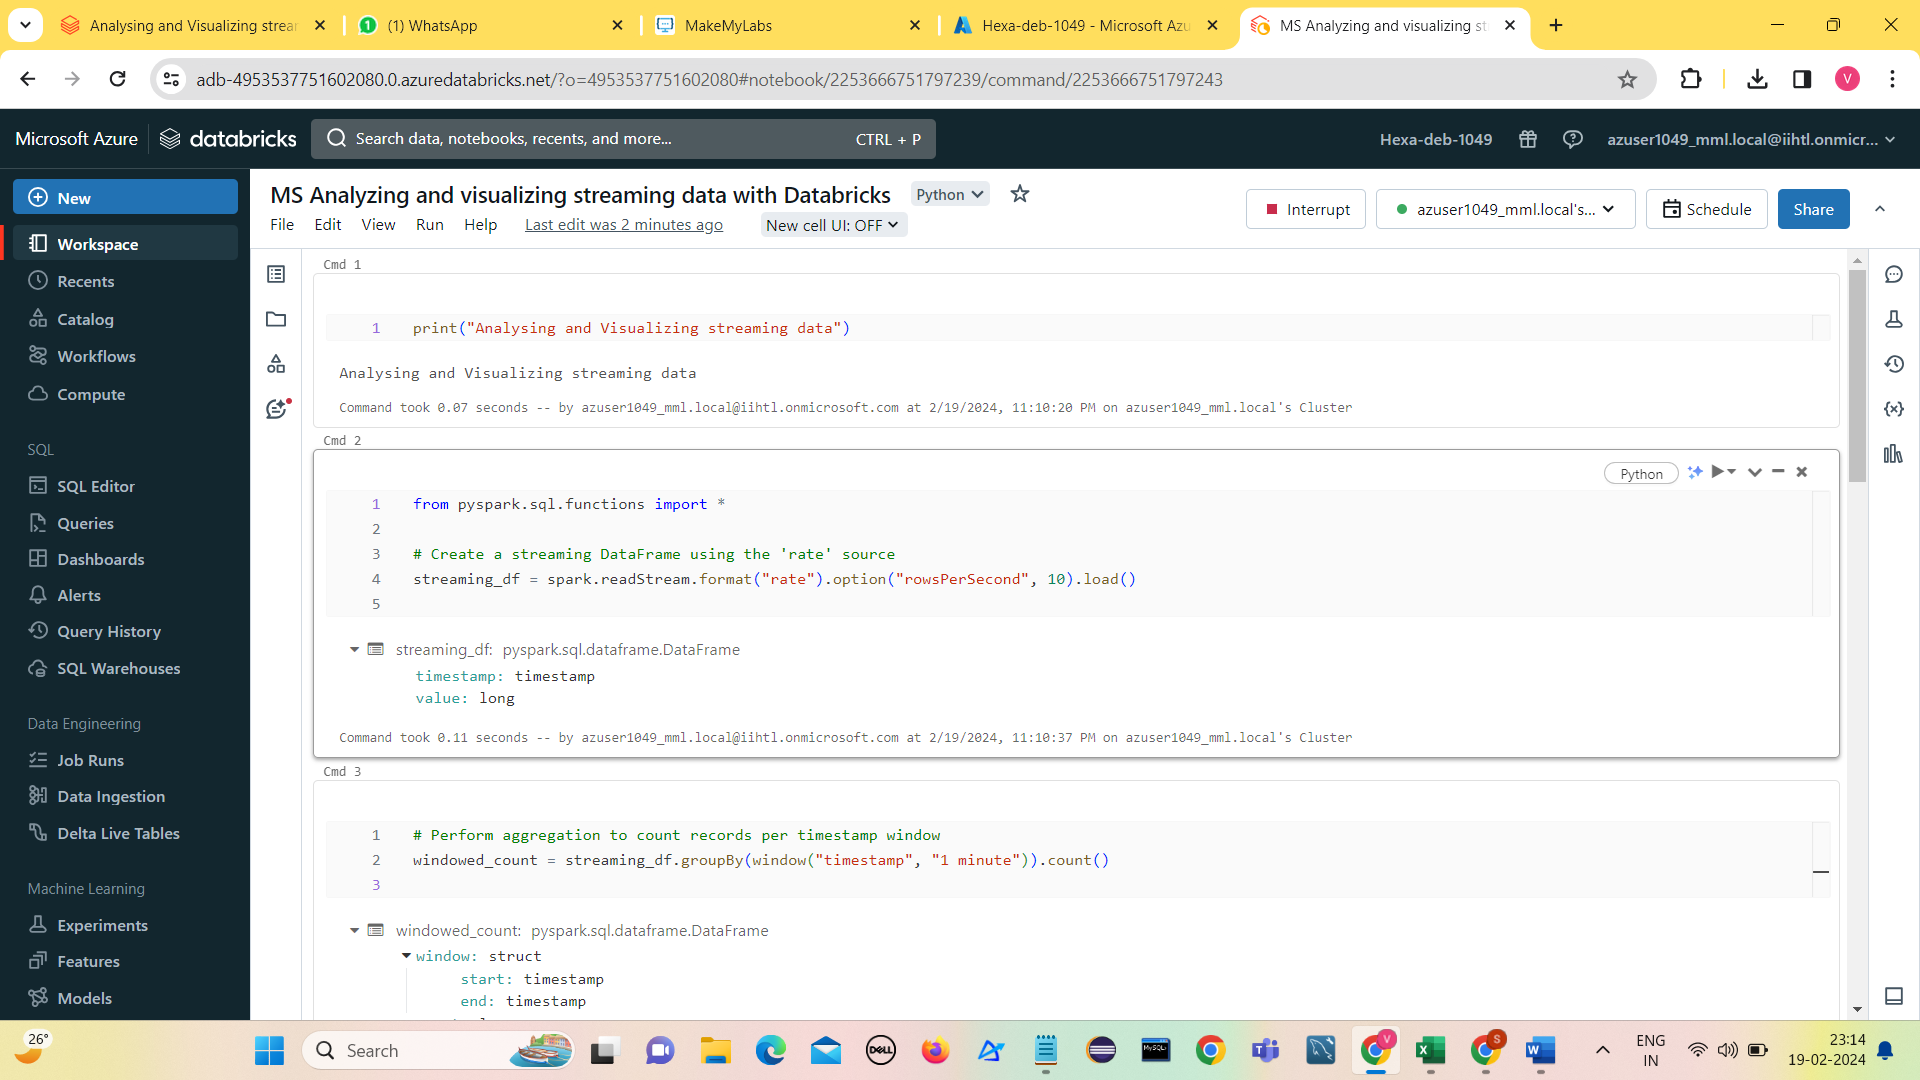 Analysing and Visualizing strear
(1) WhatsApp
MakeMyLabs
Hexa-deb-1049 - Microsoft Azu
MS Analyzing and visualizing st
adb-4953537751602080.0.azuredatabricks.net/?o=4953537751602080#notebook/2253666751797239/command/2253666751797243
V
Microsoft Azure
databricks
Search data, notebooks, recents, and more...
CTRL + P
Hexa-deb-1049
azuser1049_mml.local@iihtl.onmicr...
New
Workspace
Recents
Catalog
Workflows
Compute
SQL
SQL Editor
Queries
Dashboards
Alerts
Query History
SQL Warehouses
Data Engineering
Job Runs
Data Ingestion
Delta Live Tables
Machine Learning
Experiments
Features
Models
MS Analyzing and visualizing streaming data with Databricks
Python
File Edit View Run Help Last edit was 2 minutes ago New cell UI: OFF
Interrupt
azuser1049_mml.local's...
Schedule
Share
Cmd 1
1 print("Analysing and Visualizing streaming data")
Analysing and Visualizing streaming data
Command took 0.07 seconds -- by azuser1049_mml.local@iihtl.onmicrosoft.com at 2/19/2024, 11:10:20 PM on azuser1049_mml.local's Cluster
Cmd 2
Python
1 from pyspark.sql.functions import *
2
3 # Create a streaming DataFrame using the 'rate' source
4 streaming_df = spark.readStream.format("rate").option("rowsPerSecond", 10).load()
5
streaming_df: pyspark.sql.dataframe.DataFrame
timestamp: timestamp
value: long
Command took 0.11 seconds -- by azuser1049_mml.local@iihtl.onmicrosoft.com at 2/19/2024, 11:10:37 PM on azuser1049_mml.local's Cluster
Cmd 3
1 # Perform aggregation to count records per timestamp window
2 windowed_count = streaming_df.groupBy(window("timestamp", "1 minute")).count()
3
windowed_count: pyspark.sql.dataframe.DataFrame
window: struct
start: timestamp
end: timestamp
26°
Search
DELL
MySQL
V
S
ENG
IN
23:14
19-02-2024